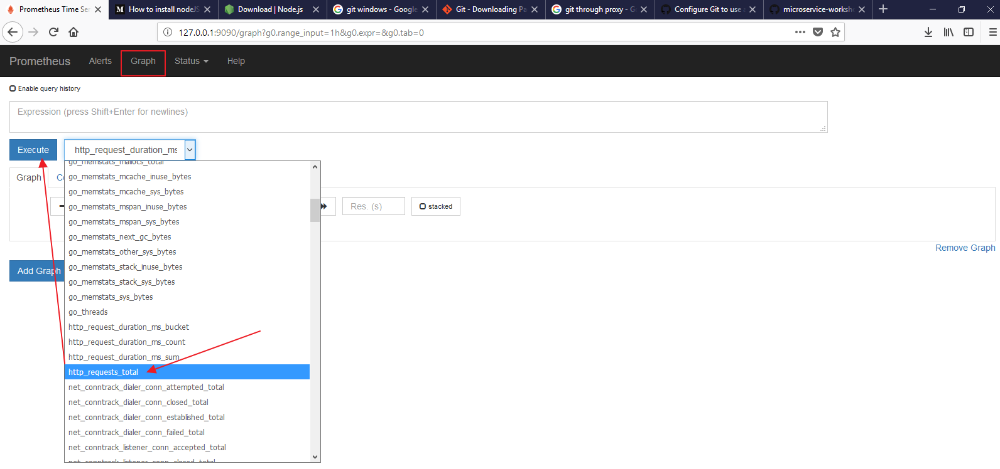 Prometheus Time Ser
How to install nodeJS
Download | Node.js
git windows - Google
Git - Downloading Pa
git through proxy - G
Configure Git to use a
microservice-worksho
127.0.0.1:9090/graph?g0.range_input=1h&g0.expr=&g0.tab=0
Prometheus Alerts Graph Status Help
Enable query history
Expression (press Shift+Enter for newlines)
Execute http_request_duration_ms
go_memstats_mallocs_total
Graph Co
go_memstats_mcache_inuse_bytes
go_memstats_mcache_sys_bytes
go_memstats_mspan_inuse_bytes
Res. (s) stacked
go_memstats_mspan_sys_bytes
go_memstats_next_gc_bytes
Remove Graph
go_memstats_other_sys_bytes
go_memstats_stack_inuse_bytes
Add Graph
go_memstats_stack_sys_bytes
go_memstats_sys_bytes
go_threads
http_request_duration_ms_bucket
http_request_duration_ms_count
http_request_duration_ms_sum
http_requests_total
net_conntrack_dialer_conn_attempted_total
net_conntrack_dialer_conn_closed_total
net_conntrack_dialer_conn_established_total
net_conntrack_dialer_conn_failed_total
net_conntrack_listener_conn_accepted_total
net_conntrack_listener_conn_closed_total